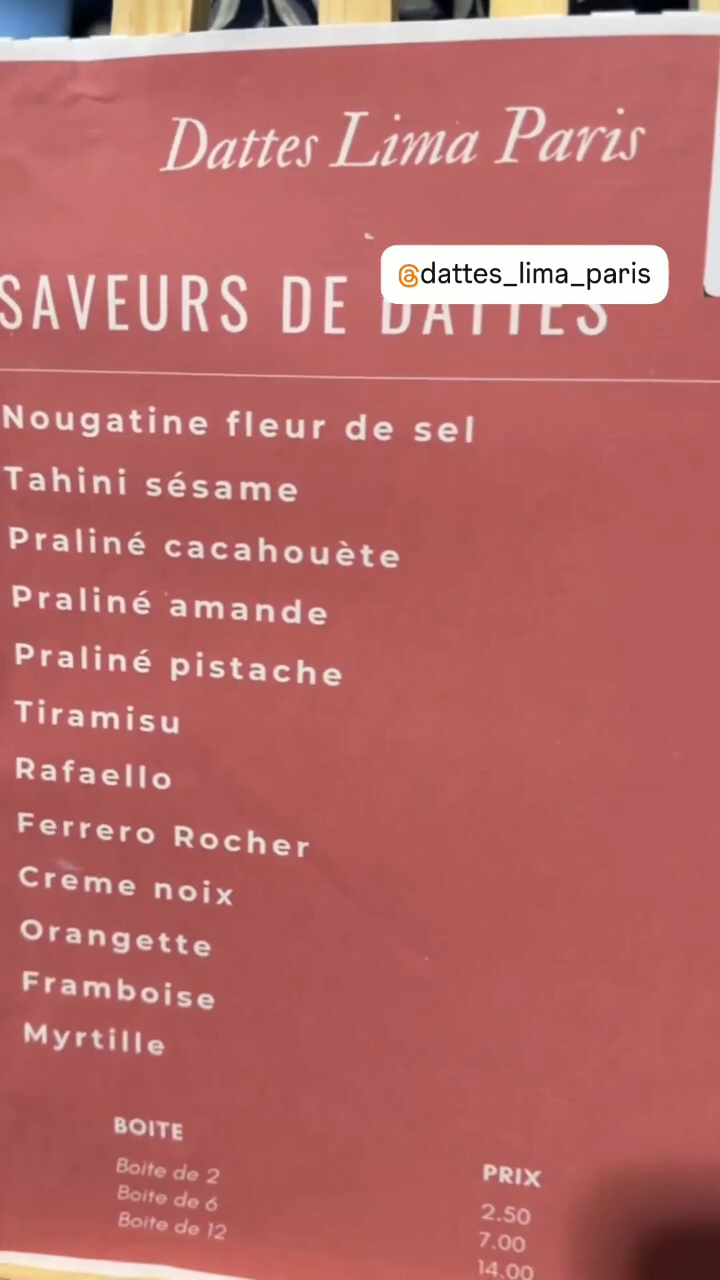 Dattes Lima Paris
@dattes_lima_paris
SAVEURS DE DATTES
Nougatine fleur de sel
Tahini sésame
Praliné cacahouète
Praliné amande
Praliné pistache
Tiramisu
Rafaello
Ferrero Rocher
Creme noix
Orangette
Framboise
Myrtille
BOITE PRIX
Boite de 2 2.50
Boite de 6 7.00
Boite de 12 14.00